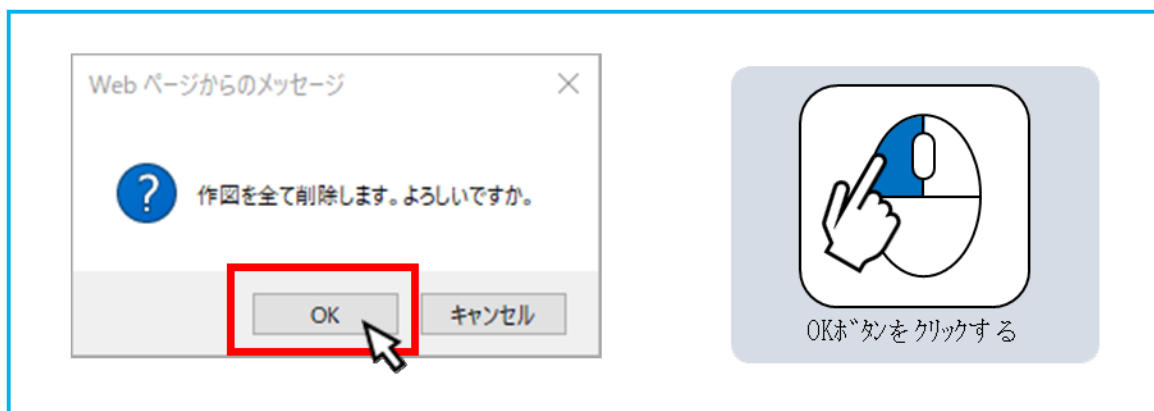 Web ページからのメッセージ
?
作図を全て削除します。よろしいですか。
OK
キャンセル
OKボタンをクリックする